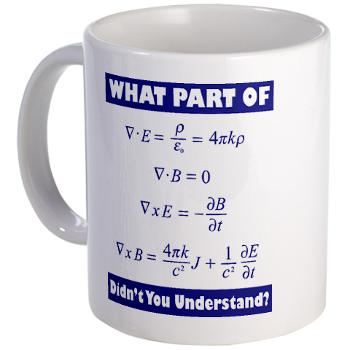 WHAT PART OF
∇·E = ρ/ε₀ = 4πkρ
∇·B = 0
∇xE = -∂B/∂t
∇xB = 4πk/c² J + 1/c² ∂E/∂t
Didn't You Understand?